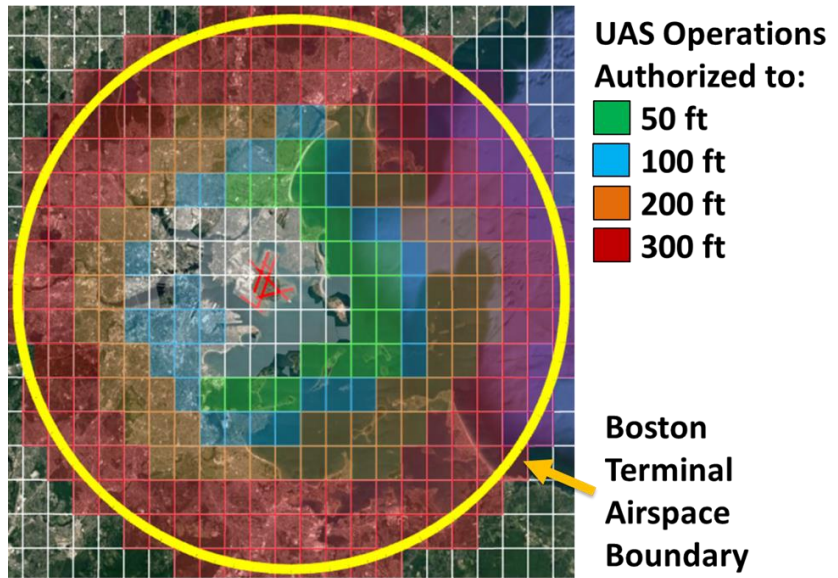 UAS Operations
Authorized to:
50 ft
100 ft
200 ft
300 ft
Boston
Terminal
Airspace
Boundary